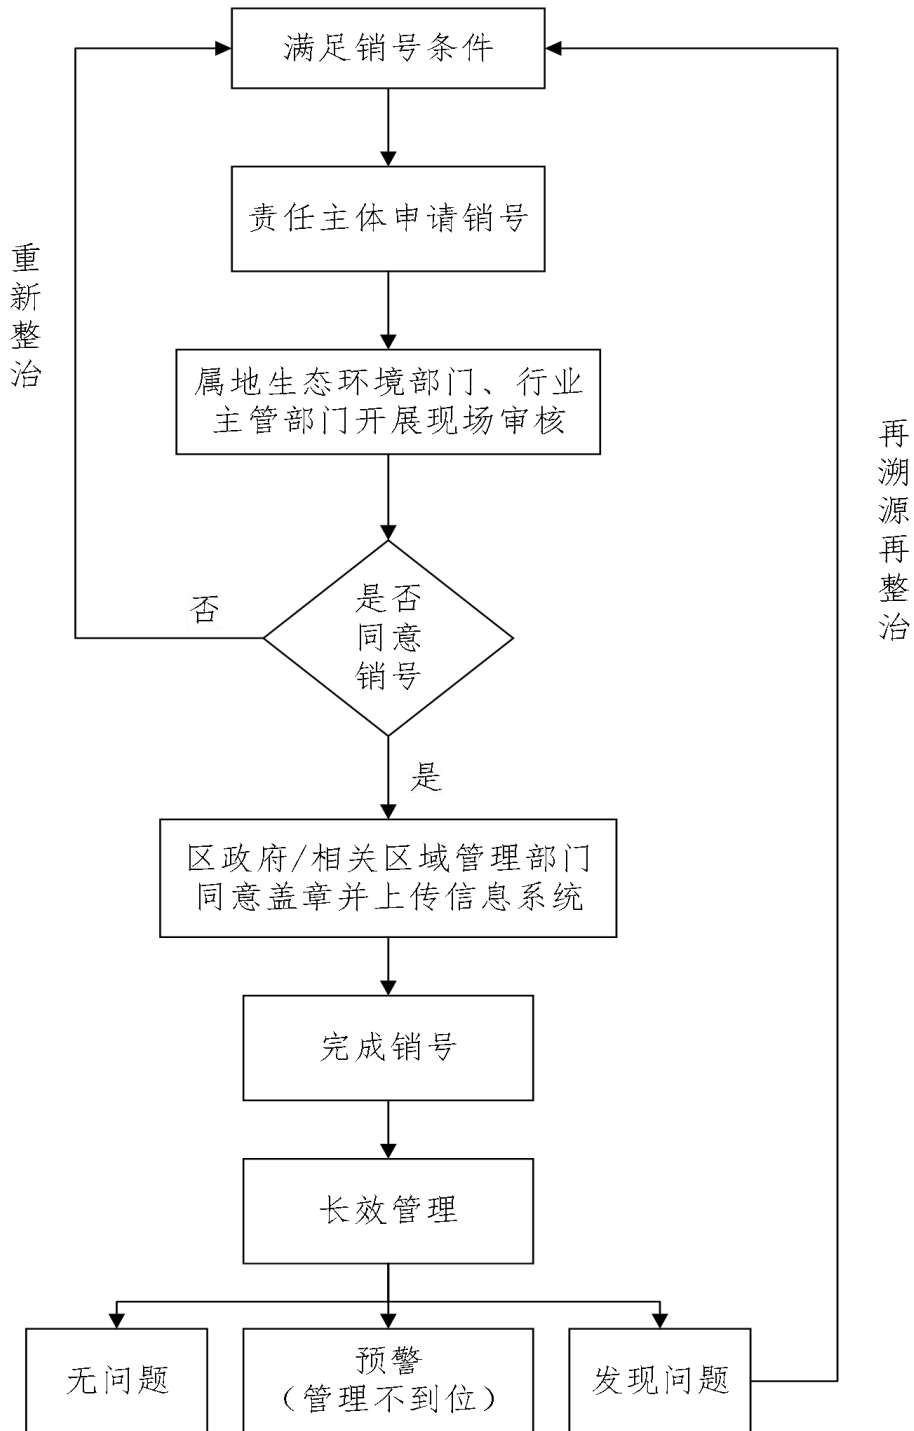 满足销号条件
责任主体申请销号
重新整治
属地生态环境部门、行业
主管部门开展现场审核
再溯源再整治
否
是否
同意
销号
是
区政府/相关区域管理部门
同意盖章并上传信息系统
完成销号
长效管理
无问题
预警
（管理不到位）
发现问题